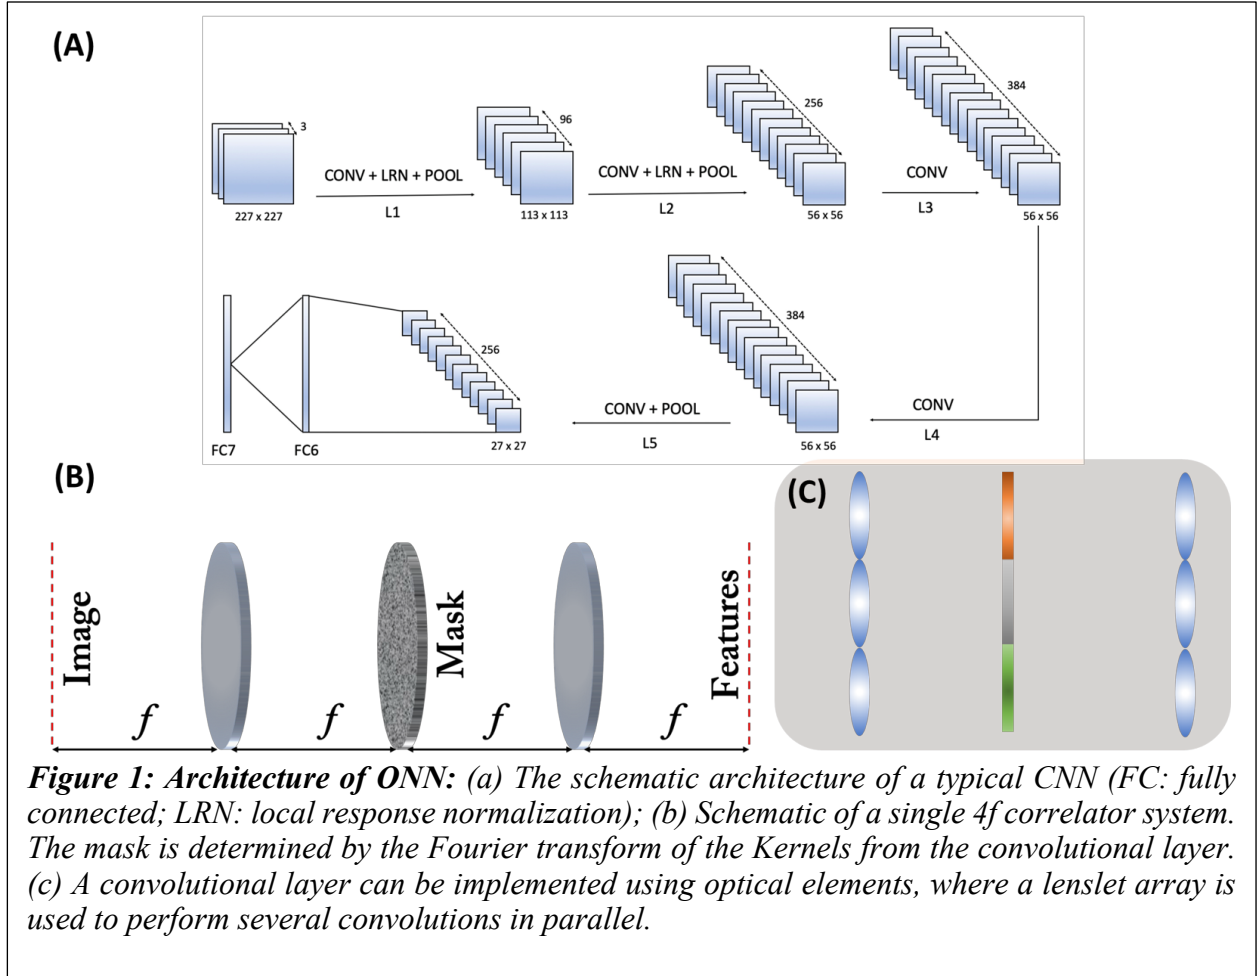 (A)
3
227 x 227
CONV + LRN + POOL
L1
96
113 x 113
CONV + LRN + POOL
L2
256
56 x 56
CONV
L3
384
56 x 56
CONV
L4
384
56 x 56
CONV + POOL
L5
256
27 x 27
FC6
FC7
(B)
Image
Mask
Features
f
f
f
f
(C)
Figure 1: Architecture of ONN: (a) The schematic architecture of a typical CNN (FC: fully
connected; LRN: local response normalization); (b) Schematic of a single 4f correlator system.
The mask is determined by the Fourier transform of the Kernels from the convolutional layer.
(c) A convolutional layer can be implemented using optical elements, where a lenslet array is
used to perform several convolutions in parallel.